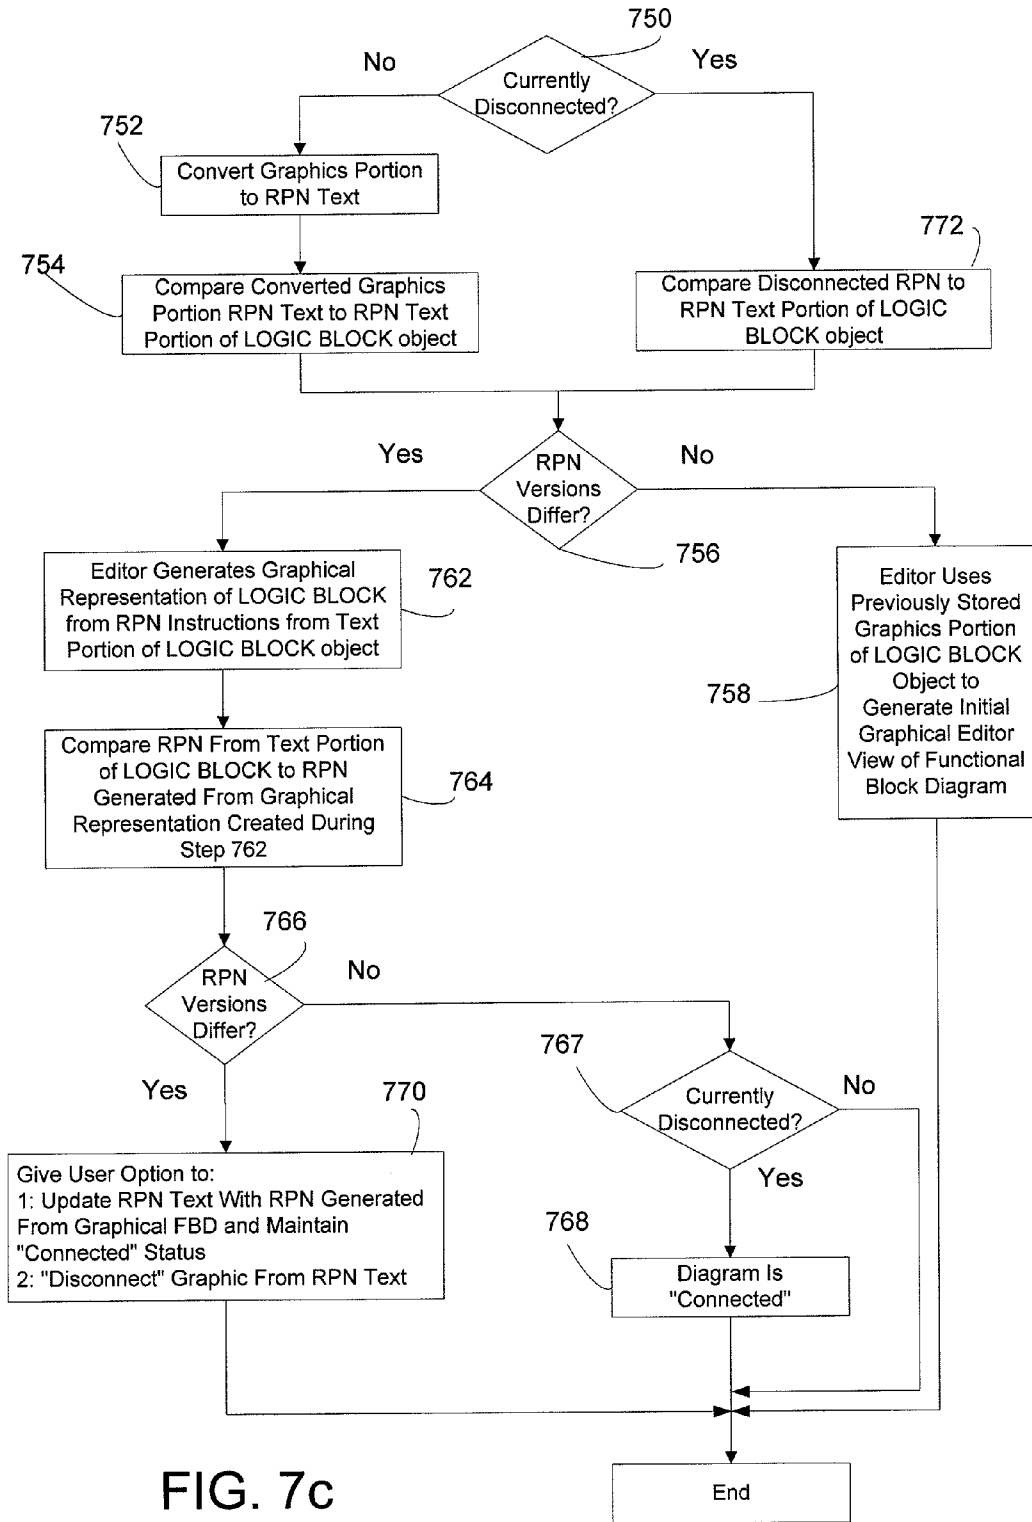 750
No
Yes
Currently
Disconnected?
752
Convert Graphics Portion
to RPN Text
772
754
Compare Converted Graphics
Portion RPN Text to RPN Text
Portion of LOGIC BLOCK object
Compare Disconnected RPN to
RPN Text Portion of LOGIC
BLOCK object
Yes
No
RPN
Versions
Differ?
756
Editor Generates Graphical
Representation of LOGIC BLOCK
from RPN Instructions from Text
Portion of LOGIC BLOCK object
762
Editor Uses
Previously Stored
Graphics Portion
of LOGIC BLOCK
Object to
Generate Initial
Graphical Editor
View of Functional
Block Diagram
758
Compare RPN From Text Portion
of LOGIC BLOCK to RPN
Generated From Graphical
Representation Created During
Step 762
764
766
RPN
Versions
Differ?
No
767
Currently
Disconnected?
No
Yes
770
Yes
Give User Option to:
1: Update RPN Text With RPN Generated
From Graphical FBD and Maintain
"Connected" Status
2: "Disconnect" Graphic From RPN Text
768
Diagram Is
"Connected"
End
FIG. 7c